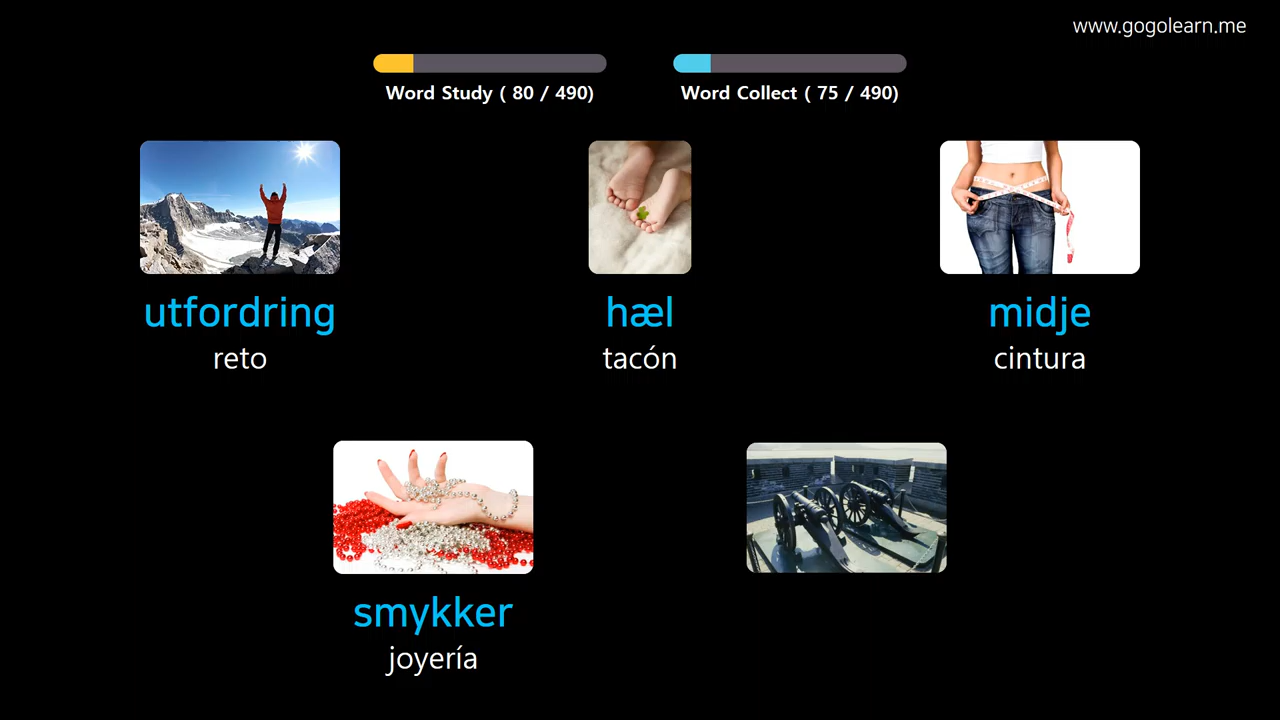 www.gogolearn.me
Word Study ( 80 / 490)
Word Collect ( 75 / 490)
utfordring
reto
hæl
tacón
midje
cintura
smykker
joyería